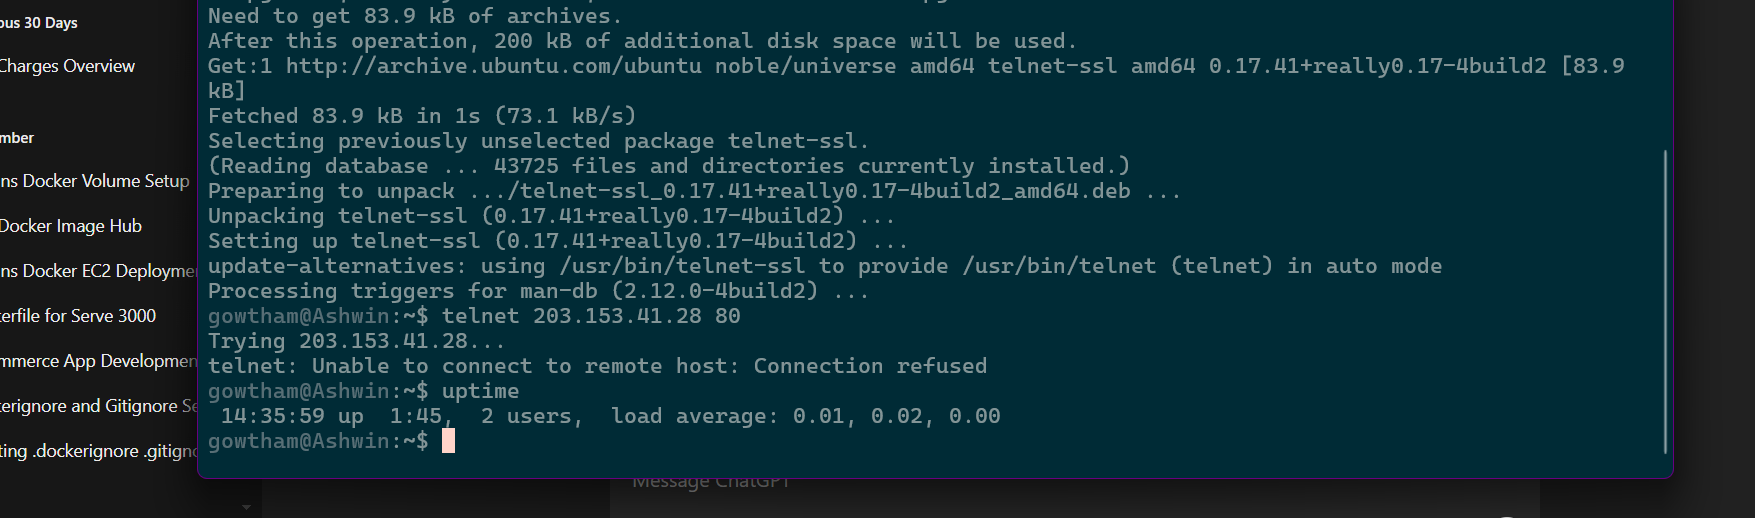 ous 30 Days
Charges Overview
mber
ns Docker Volume Setup
Docker Image Hub
ns Docker EC2 Deployme
erfile for Serve 3000
mmerce App Developmen
erignore and Gitignore Se
ting .dockerignore .gitigno
Need to get 83.9 kB of archives.
After this operation, 200 kB of additional disk space will be used.
Get:1 http://archive.ubuntu.com/ubuntu noble/universe amd64 telnet-ssl amd64 0.17.41+really0.17-4build2 [83.9
kB]
Fetched 83.9 kB in 1s (73.1 kB/s)
Selecting previously unselected package telnet-ssl.
(Reading database ... 43725 files and directories currently installed.)
Preparing to unpack .../telnet-ssl_0.17.41+really0.17-4build2_amd64.deb ...
Unpacking telnet-ssl (0.17.41+really0.17-4build2) ...
Setting up telnet-ssl (0.17.41+really0.17-4build2) ...
update-alternatives: using /usr/bin/telnet-ssl to provide /usr/bin/telnet (telnet) in auto mode
Processing triggers for man-db (2.12.0-4build2) ...
gowtham@Ashwin:~$ telnet 203.153.41.28 80
Trying 203.153.41.28...
telnet: Unable to connect to remote host: Connection refused
gowtham@Ashwin:~$ uptime
14:35:59 up 1:45, 2 users, load average: 0.01, 0.02, 0.00
gowtham@Ashwin:~$
Message ChatGPT